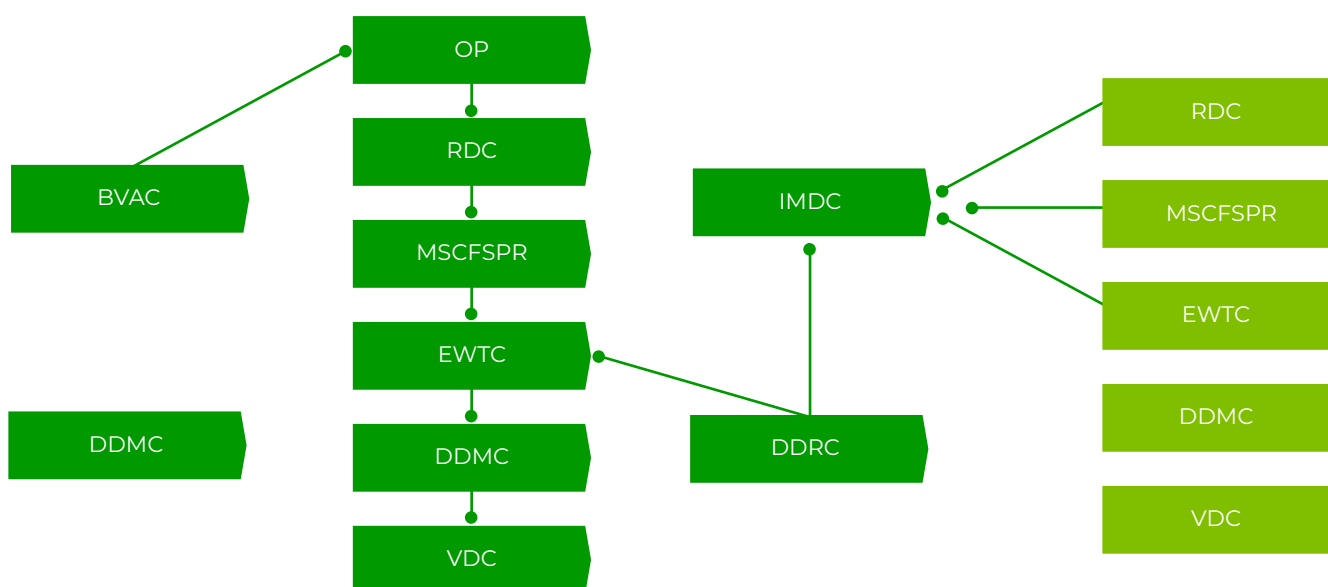 BVAC
DDMC
OP
RDC
MSCFSPR
EWTC
DDMC
VDC
IMDC
DDRC
RDC
MSCFSPR
EWTC
DDMC
VDC